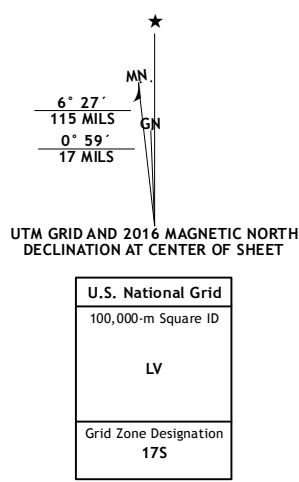 MN.
6° 27´
115 MILS
GN
0° 59´
17 MILS
UTM GRID AND 2016 MAGNETIC NORTH
DECLINATION AT CENTER OF SHEET
U.S. National Grid
100,000-m Square ID
LV
Grid Zone Designation
17S